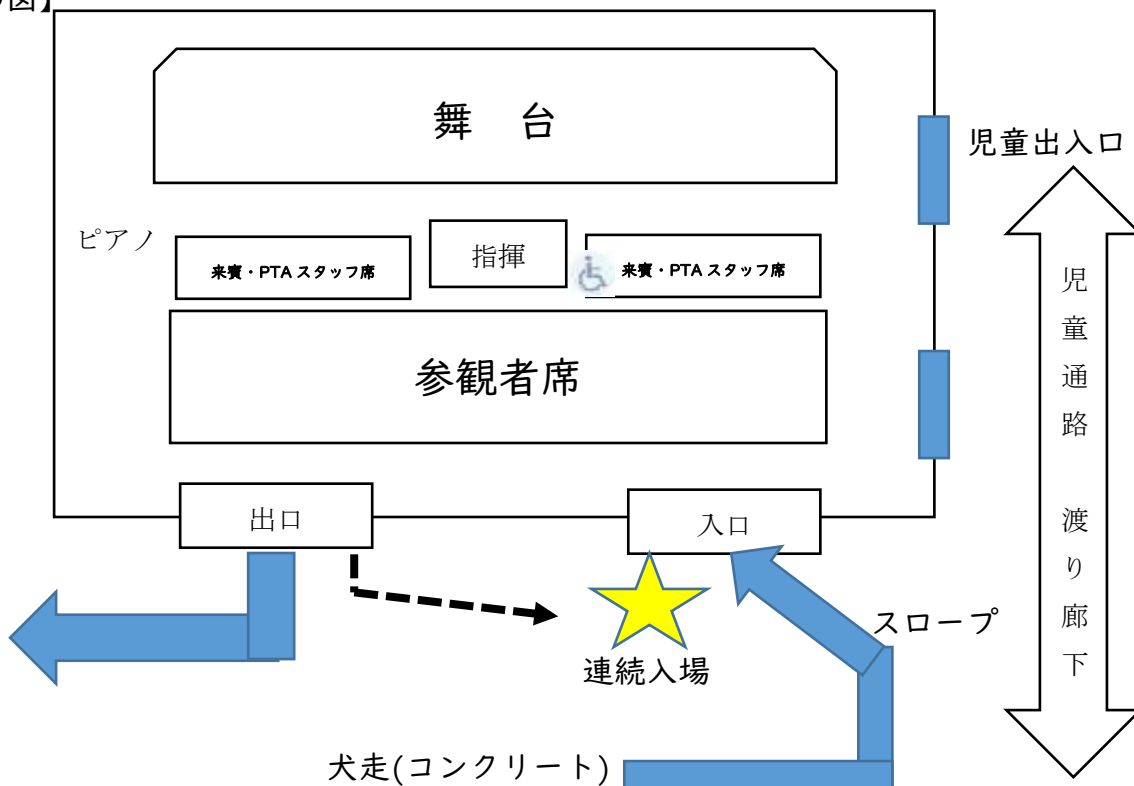 図】
舞　台
児童出入口
ピアノ
来賓・PTAスタッフ席
指揮
来賓・PTAスタッフ席
児童通路　渡り廊下
参観者席
出口
入口
スロープ
連続入場
犬走(コンクリート)